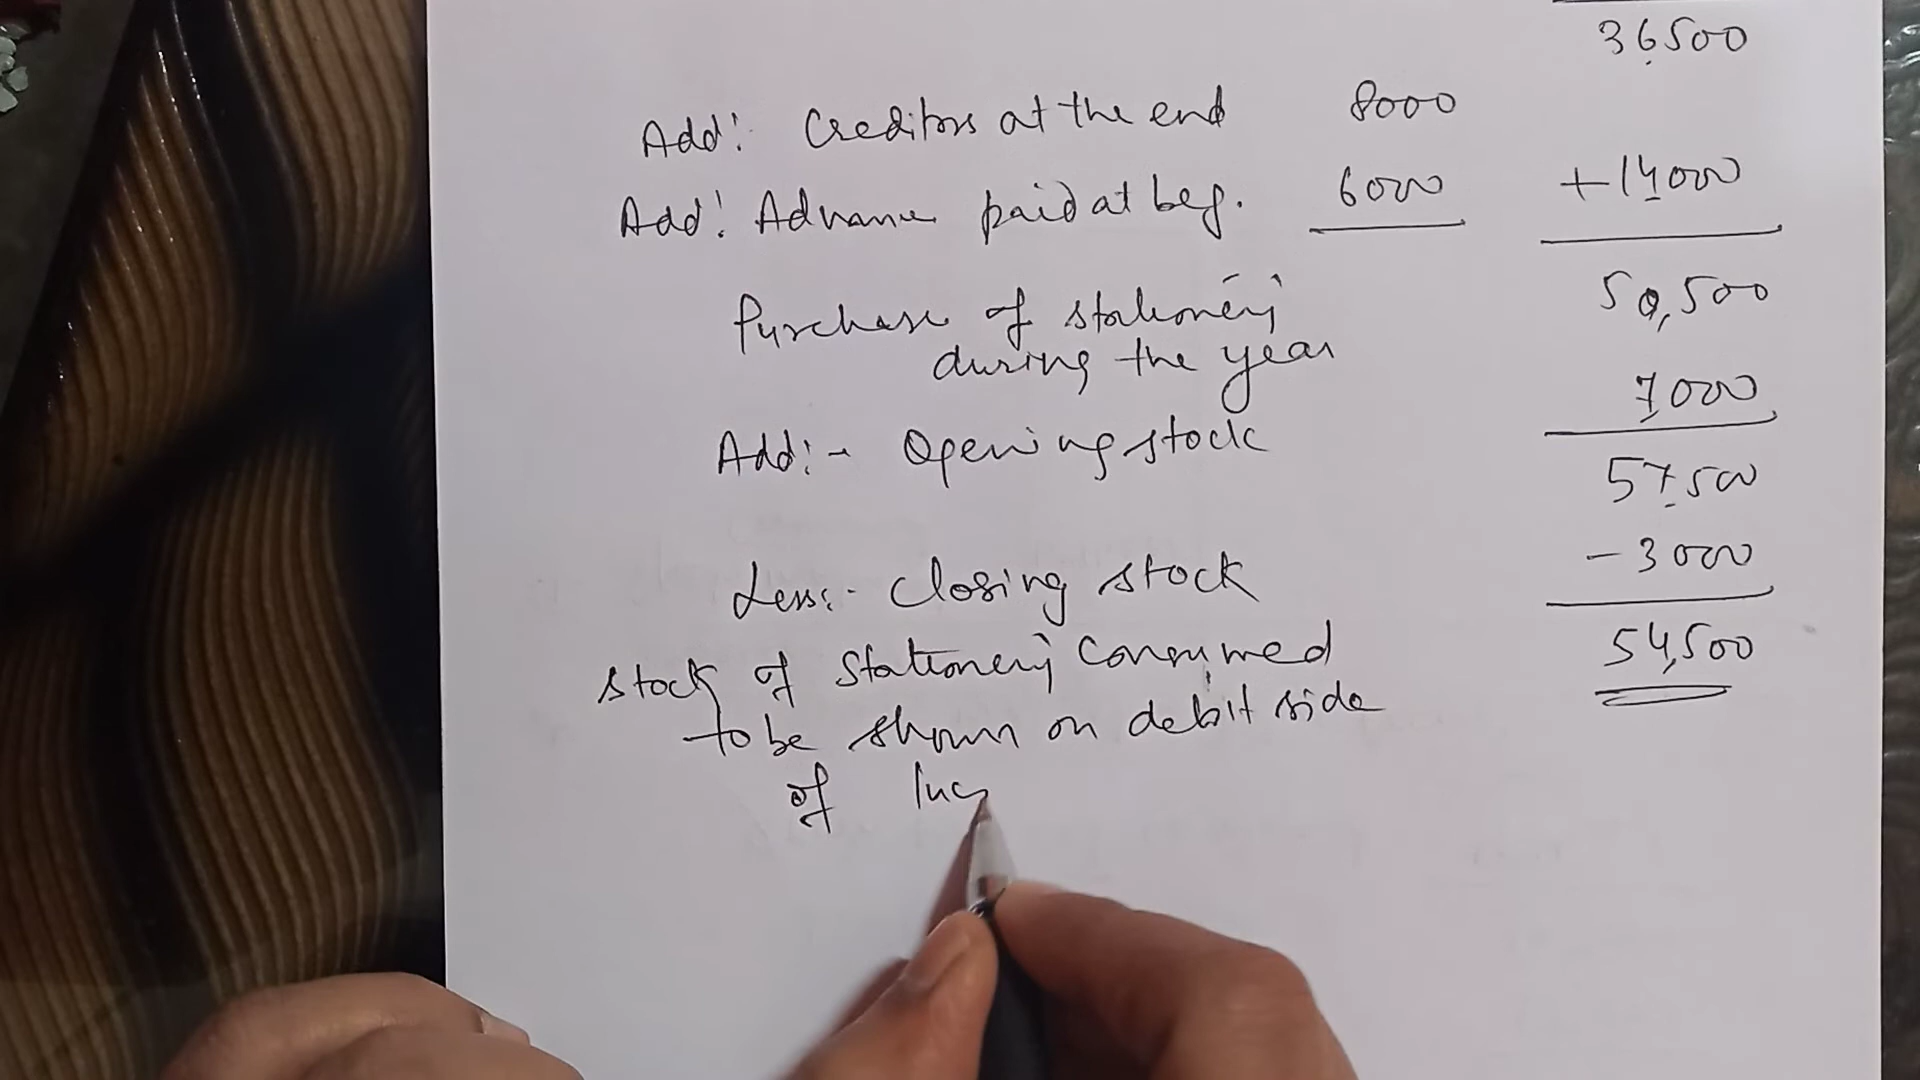 36500
Add: Creditors at the end 8000
Add: Advance paid at beg. 6000 +14000
Purchase of stationery 50,500
during the year
7000
Add:- Opening stock
57500
Less:- Closing stock -3000
Stock of Stationery Consumed 54,500
to be shown on debit side
of Inco